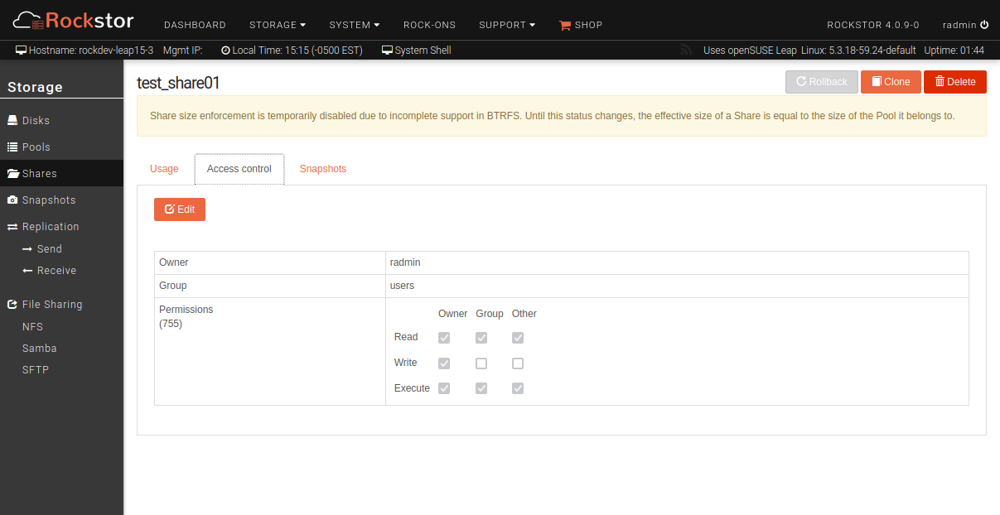 Rockstor DASHBOARD STORAGE SYSTEM ROCK-ONS SUPPORT SHOP ROCKSTOR 4.0.9-0 radmin
Hostname: rockdev-leap15-3 Mgmt IP: Local Time: 15:15 (-0500 EST) System Shell Uses openSUSE Leap Linux: 5.3.18-59.24-default Uptime: 01:44
Storage
Disks
Pools
Shares
Snapshots
Replication
Send
Receive
File Sharing
NFS
Samba
SFTP
test_share01 Rollback Clone Delete
Share size enforcement is temporarily disabled due to incomplete support in BTRFS. Until this status changes, the effective size of a Share is equal to the size of the Pool it belongs to.
Usage Access control Snapshots
Edit
Owner radmin
Group users
Permissions
(755)
Owner Group Other
Read
Write
Execute